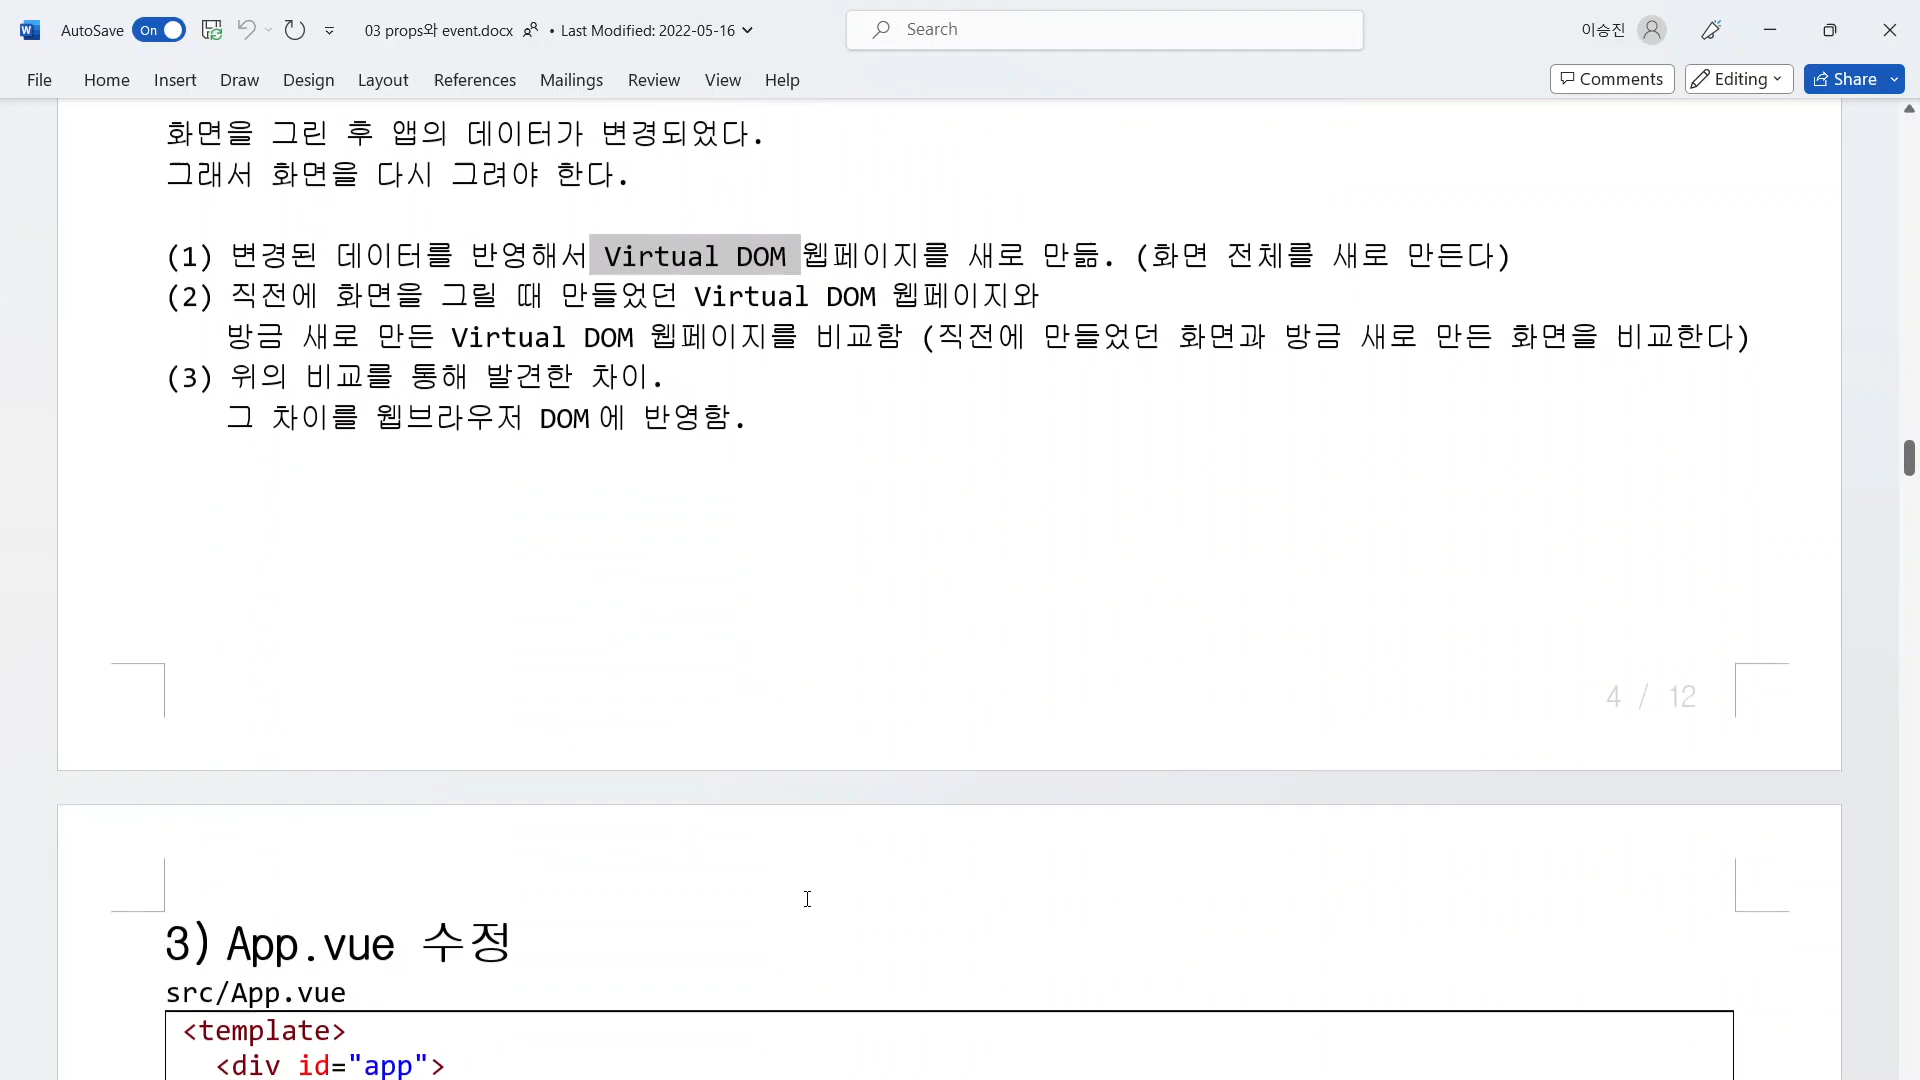 AutoSave On 03 props와 event.docx • Last Modified: 2022-05-16 Search 이승진
File Home Insert Draw Design Layout References Mailings Review View Help Comments Editing Share
화면을 그린 후 앱의 데이터가 변경되었다.
그래서 화면을 다시 그려야 한다.
(1) 변경된 데이터를 반영해서 Virtual DOM 웹페이지를 새로 만듦. (화면 전체를 새로 만든다)
(2) 직전에 화면을 그릴 때 만들었던 Virtual DOM 웹페이지와
방금 새로 만든 Virtual DOM 웹페이지를 비교함 (직전에 만들었던 화면과 방금 새로 만든 화면을 비교한다)
(3) 위의 비교를 통해 발견한 차이.
그 차이를 웹브라우저 DOM에 반영함.
4 / 12
3) App.vue 수정
src/App.vue
<template>
<div id="app">